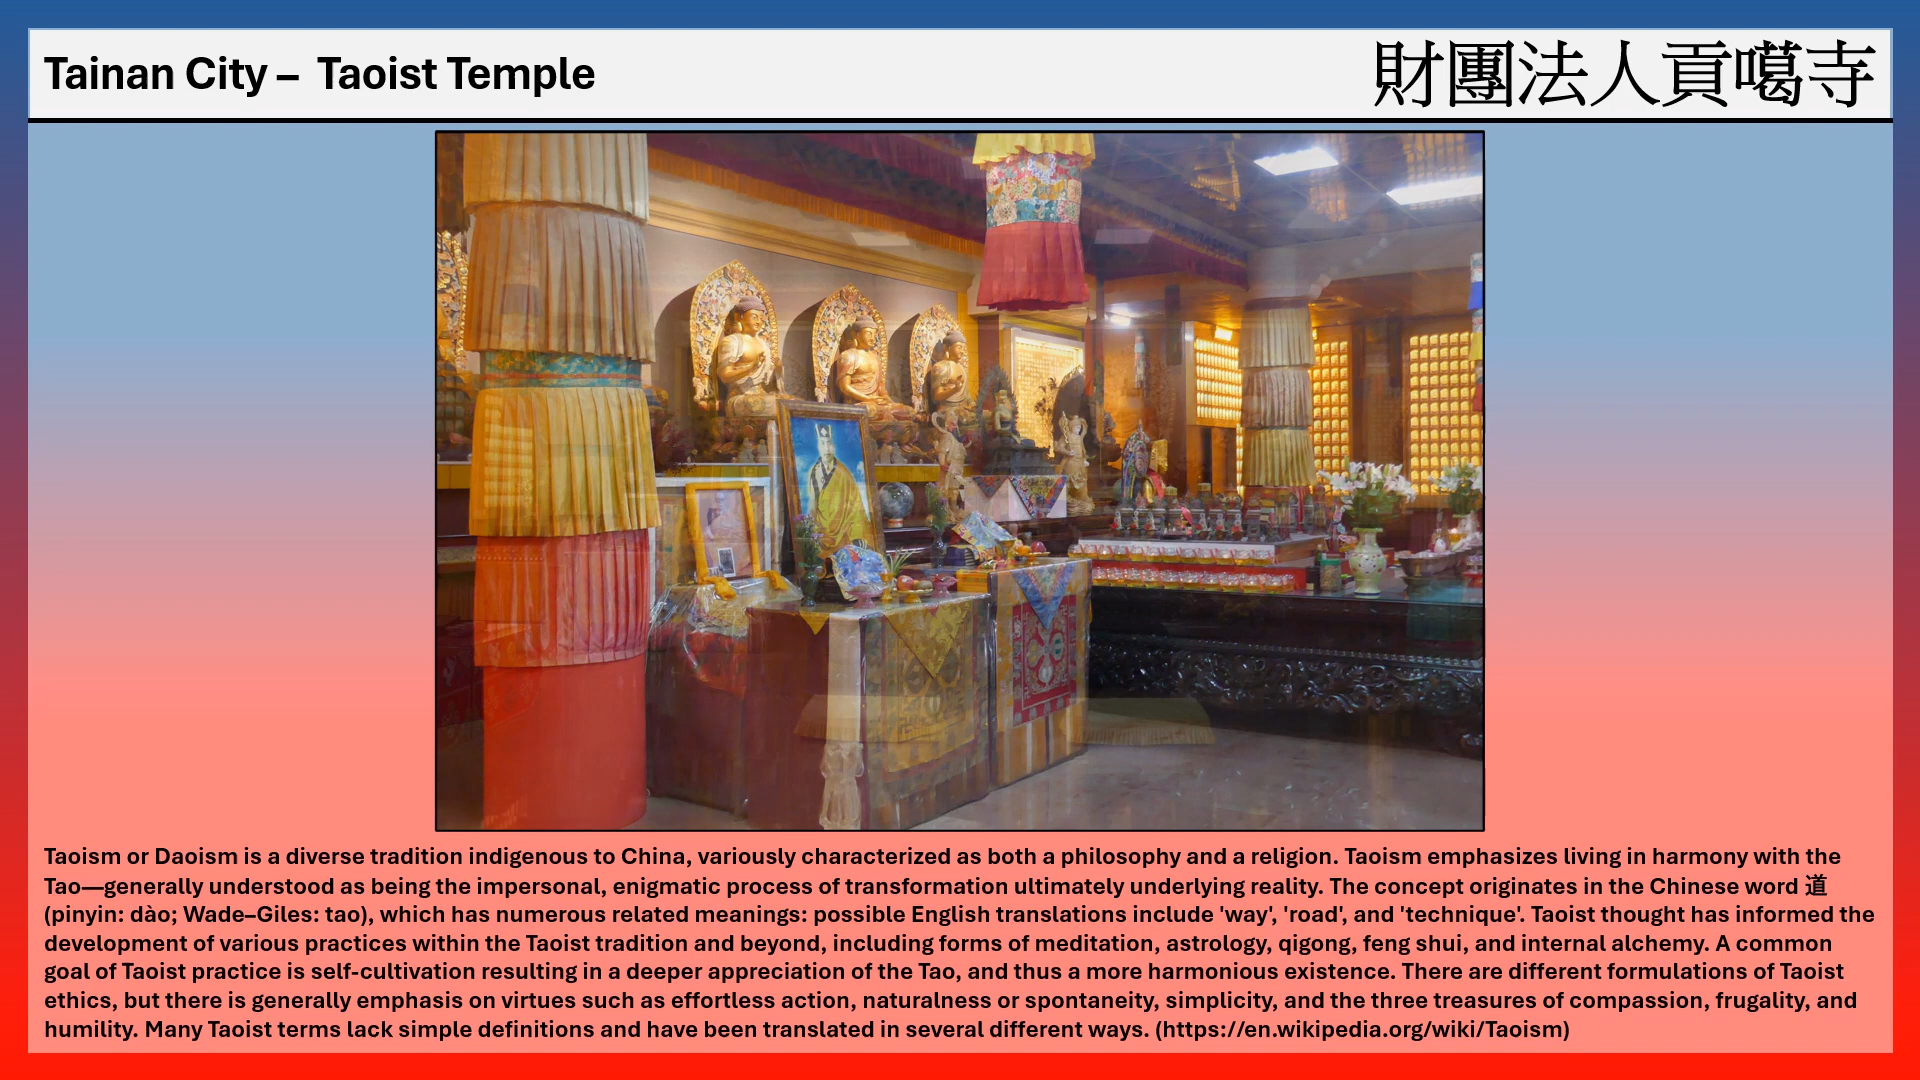 Tainan City – Taoist Temple
財團法人貢噶寺
Taoism or Daoism is a diverse tradition indigenous to China, variously characterized as both a philosophy and a religion. Taoism emphasizes living in harmony with the
Tao—generally understood as being the impersonal, enigmatic process of transformation ultimately underlying reality. The concept originates in the Chinese word 道
(pinyin: dào; Wade–Giles: tao), which has numerous related meanings: possible English translations include 'way', 'road', and 'technique'. Taoist thought has informed the
development of various practices within the Taoist tradition and beyond, including forms of meditation, astrology, qigong, feng shui, and internal alchemy. A common
goal of Taoist practice is self-cultivation resulting in a deeper appreciation of the Tao, and thus a more harmonious existence. There are different formulations of Taoist
ethics, but there is generally emphasis on virtues such as effortless action, naturalness or spontaneity, simplicity, and the three treasures of compassion, frugality, and
humility. Many Taoist terms lack simple definitions and have been translated in several different ways. (https://en.wikipedia.org/wiki/Taoism)